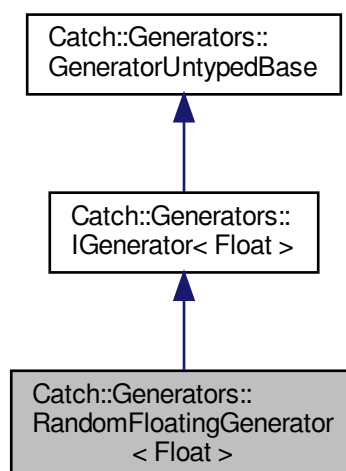 Catch::Generators::
GeneratorUntypedBase
Catch::Generators::
IGenerator< Float >
Catch::Generators::
RandomFloatingGenerator
< Float >